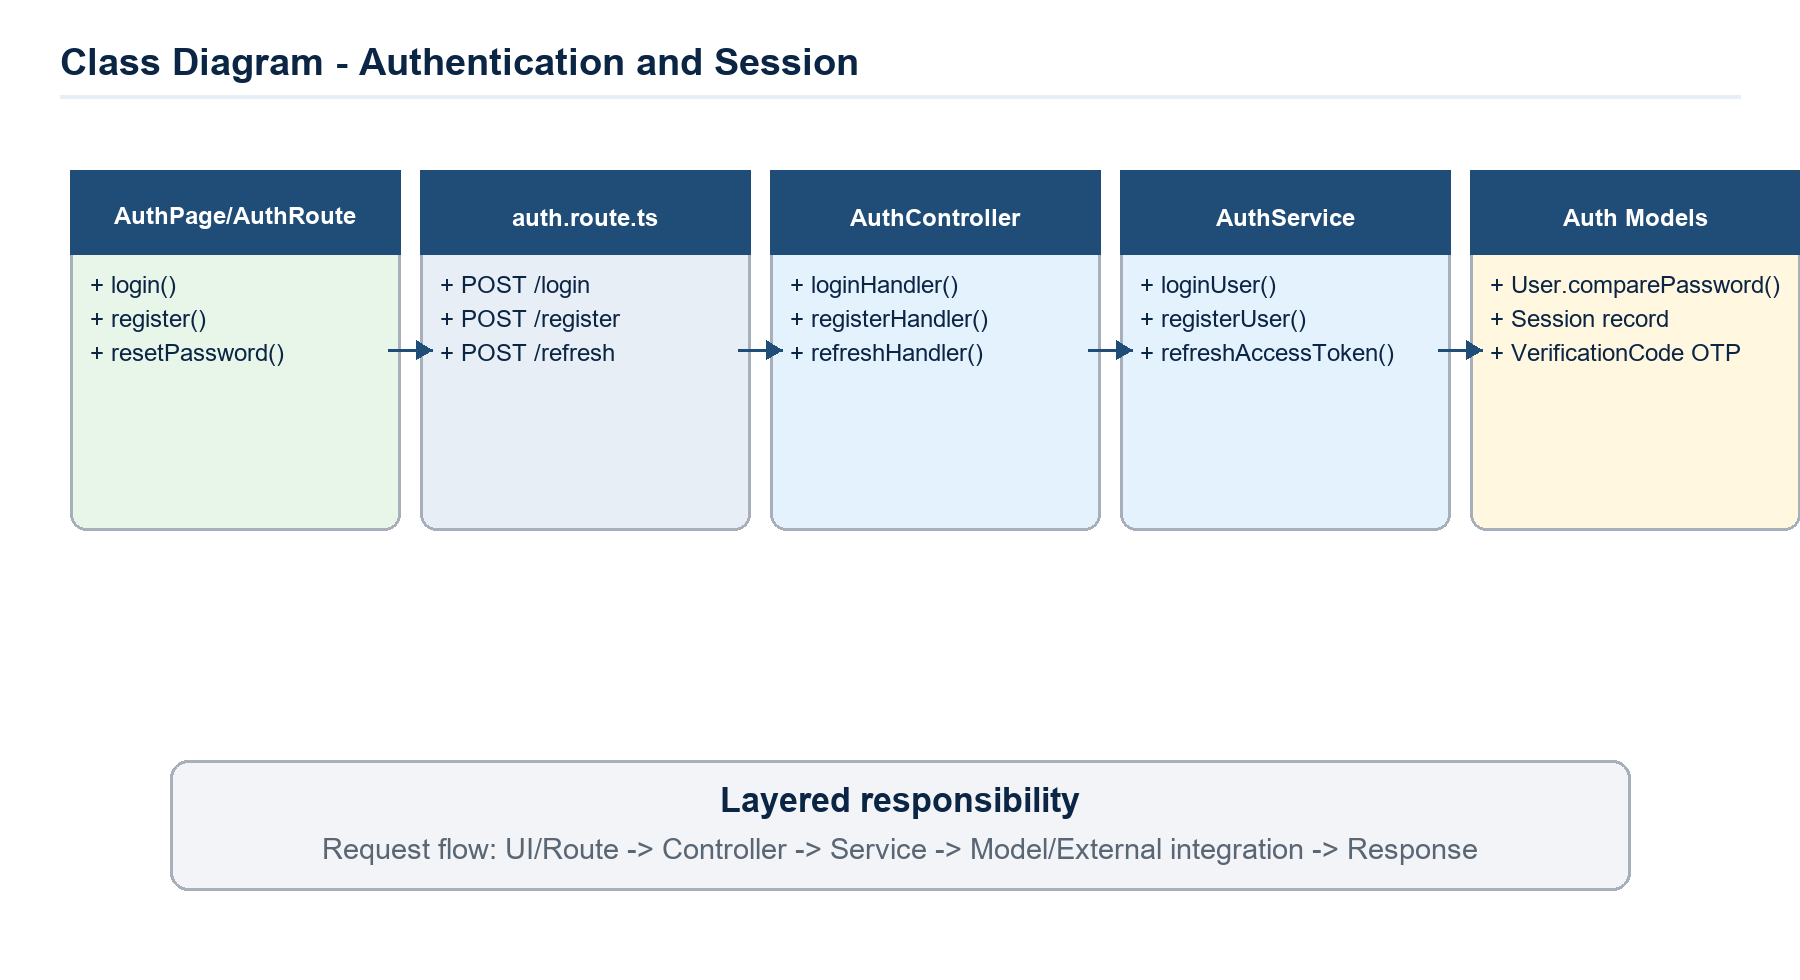 Class Diagram - Authentication and Session
AuthPage/AuthRoute
+ login()
+ register()
+ resetPassword()
auth.route.ts
+ POST /login
+ POST /register
+ POST /refresh
AuthController
+ loginHandler()
+ registerHandler()
+ refreshHandler()
AuthService
+ loginUser()
+ registerUser()
+ refreshAccessToken()
Auth Models
+ User.comparePassword()
+ Session record
+ VerificationCode OTP
Layered responsibility
Request flow: UI/Route -> Controller -> Service -> Model/External integration -> Response